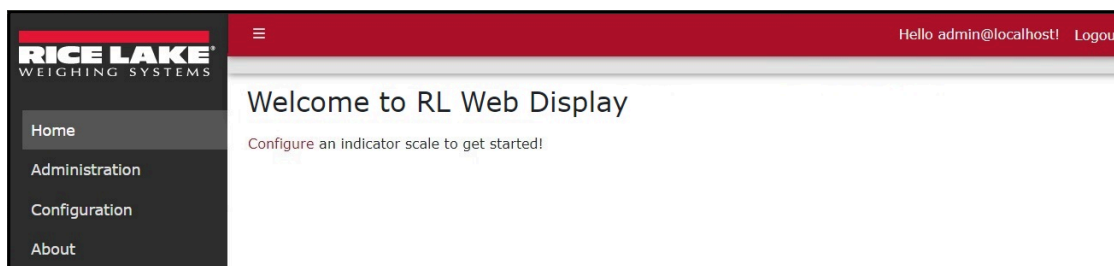 RICE LAKE®
WEIGHING SYSTEMS
Home
Administration
Configuration
About
☰
Hello admin@localhost! Logou
Welcome to RL Web Display
Configure an indicator scale to get started!